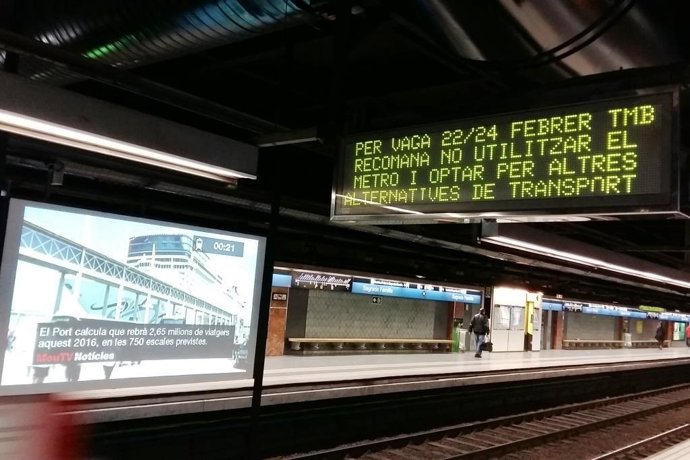 PER VAGA 22/24 FEBRER TMB
RECOMANA NO UTILITZAR EL
METRO I OPTAR PER ALTRES
ALTERNATIVES DE TRANSPORT
00:21
El Port calcula que rebrà 2,65 milions de viatgers
aquest 2016, en les 750 escales previstes.
MouTV Notícies
Sagrada Família